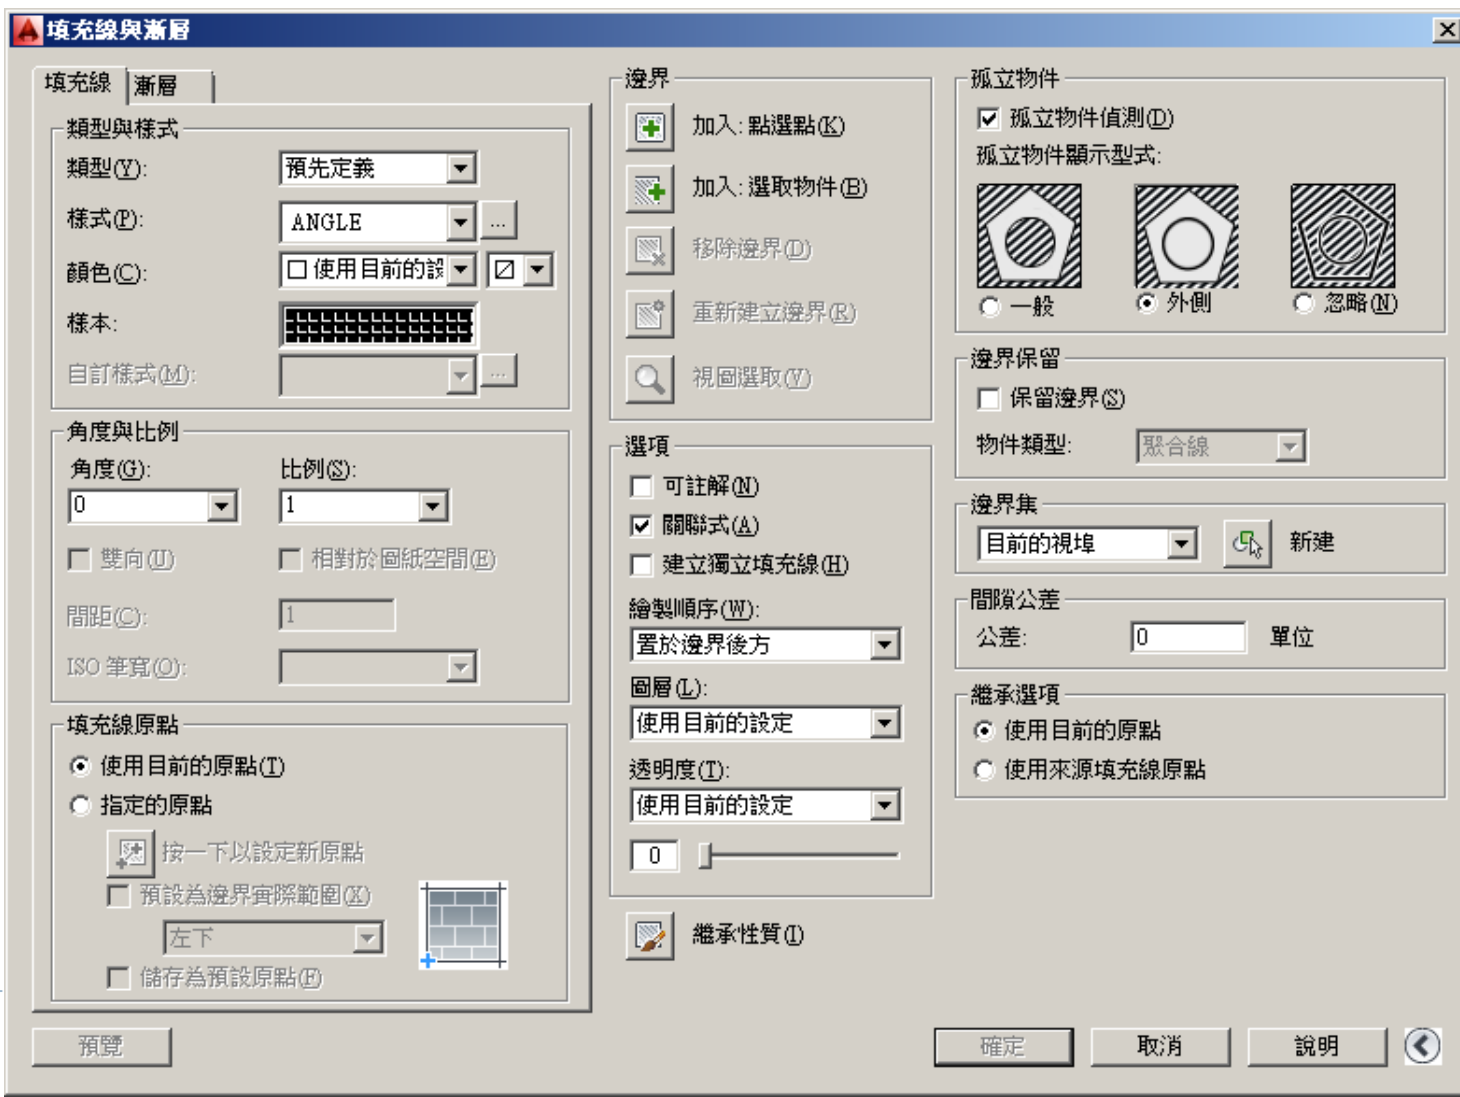 填充線與漸層
填充線
漸層
類型與樣式
類型(Y):
預先定義
樣式(P):
ANGLE
...
顏色(C):
使用目前的設
樣本:
自訂樣式(M):
...
角度與比例
角度(G):
比例(S):
0
1
雙向(U)
相對於圖紙空間(E)
間距(C):
1
ISO 筆寬(O):
填充線原點
使用目前的原點(T)
指定的原點
按一下以設定新原點
預設為邊界實際範圍(X)
左下
儲存為預設原點(F)
預覽
邊界
加入: 點選點(K)
加入: 選取物件(B)
移除邊界(D)
重新建立邊界(R)
視圖選取(V)
選項
可註解(N)
關聯式(A)
建立獨立填充線(H)
繪製順序(W):
置於邊界後方
圖層(L):
使用目前的設定
透明度(T):
使用目前的設定
0
繼承性質(I)
孤立物件
孤立物件偵測(D)
孤立物件顯示型式:
一般
外側
忽略(N)
邊界保留
保留邊界(S)
物件類型:
聚合線
邊界集
目前的視埠
新建
間隙公差
公差:
0
單位
繼承選項
使用目前的原點
使用來源填充線原點
確定
取消
說明